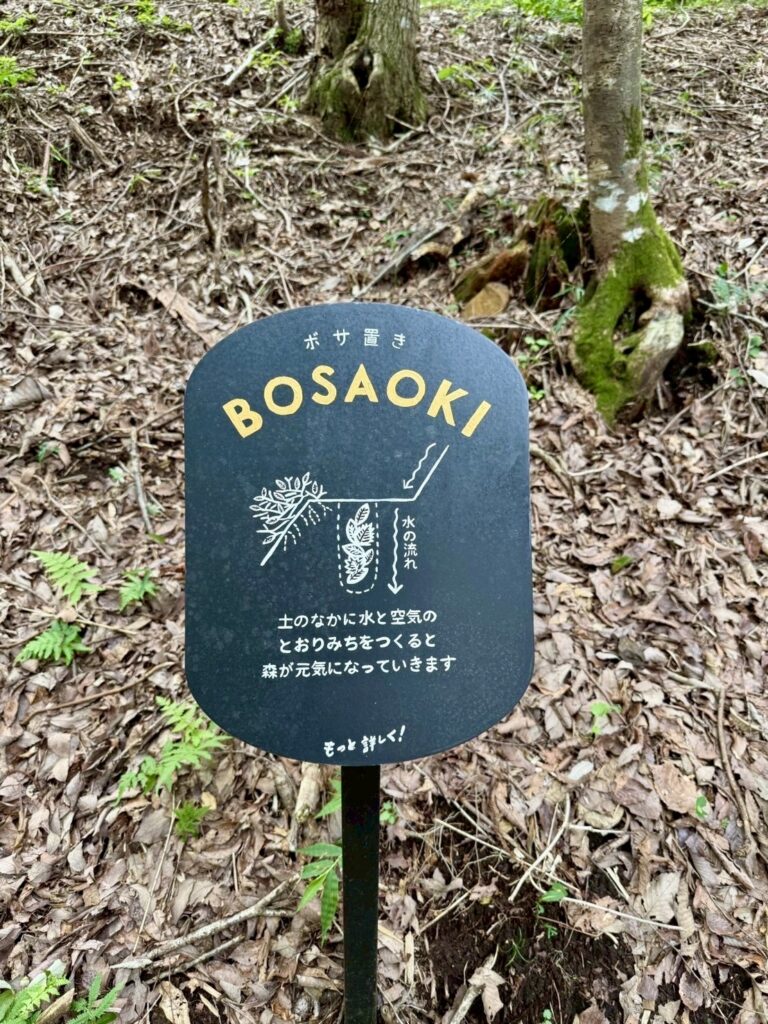 ボサ置き
BOSAOKI
水の流れ
土のなかに水と空気の
とおりみちをつくると
森が元気になっていきます
もっと詳しく!